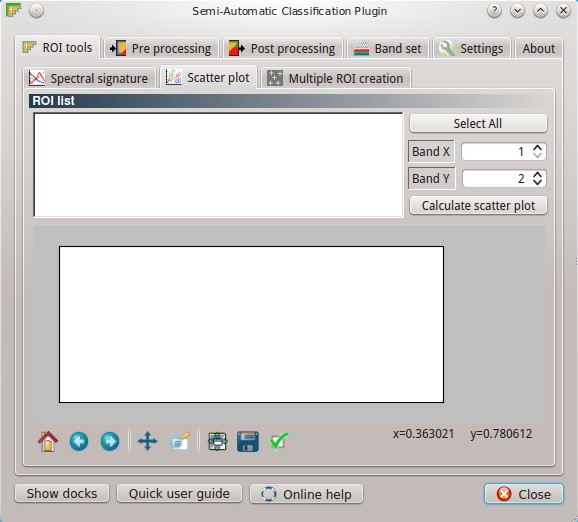 Semi-Automatic Classification Plugin
ROI tools Pre processing Post processing Band set Settings About
Spectral signature Scatter plot Multiple ROI creation
ROI list
Select All
Band X 1
Band Y 2
Calculate scatter plot
x=0.363021 y=0.780612
Show docks Quick user guide Online help Close